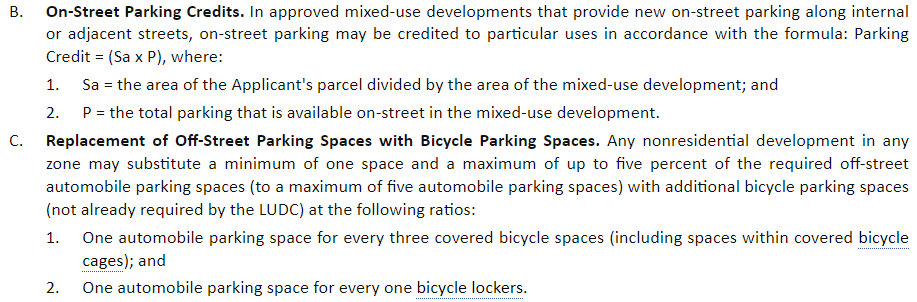 B. On-Street Parking Credits. In approved mixed-use developments that provide new on-street parking along internal
or adjacent streets, on-street parking may be credited to particular uses in accordance with the formula: Parking
Credit = (Sa x P), where:
1. Sa = the area of the Applicant's parcel divided by the area of the mixed-use development; and
2. P = the total parking that is available on-street in the mixed-use development.
C. Replacement of Off-Street Parking Spaces with Bicycle Parking Spaces. Any nonresidential development in any
zone may substitute a minimum of one space and a maximum of up to five percent of the required off-street
automobile parking spaces (to a maximum of five automobile parking spaces) with additional bicycle parking spaces
(not already required by the LUDC) at the following ratios:
1. One automobile parking space for every three covered bicycle spaces (including spaces within covered bicycle
cages); and
2. One automobile parking space for every one bicycle lockers.